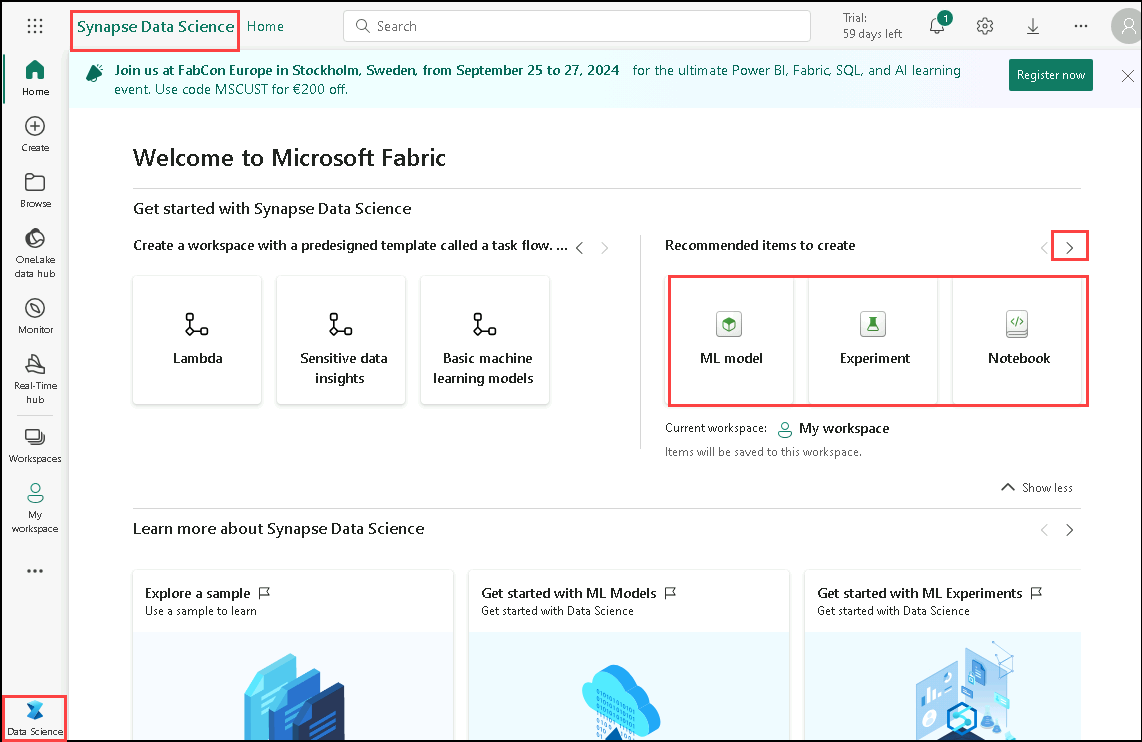 Synapse Data Science Home
Search
Trial:
59 days left
1
Join us at FabCon Europe in Stockholm, Sweden, from September 25 to 27, 2024 for the ultimate Power BI, Fabric, SQL, and AI learning
event. Use code MSCUST for €200 off.
Register now
Home
Create
Browse
OneLake
data hub
Monitor
Real-Time
hub
Workspaces
My
workspace
Data Science
Welcome to Microsoft Fabric
Get started with Synapse Data Science
Create a workspace with a predesigned template called a task flow. ...
Lambda
Sensitive data
insights
Basic machine
learning models
Recommended items to create
ML model
Experiment
Notebook
Current workspace: My workspace
Items will be saved to this workspace.
Show less
Learn more about Synapse Data Science
Explore a sample
Use a sample to learn
Get started with ML Models
Get started with Data Science
Get started with ML Experiments
Get started with Data Science